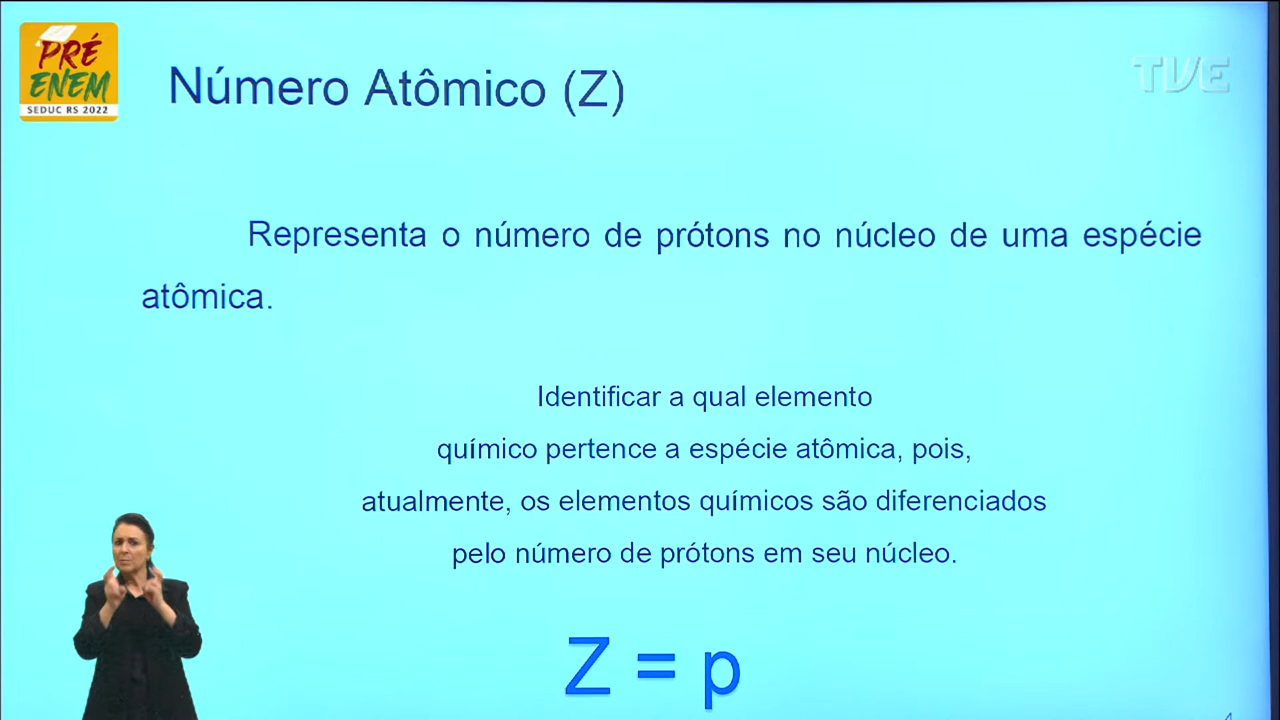 PRÉ
ENEM
SEDUC RS 2022
Número Atômico (Z)
TVE
Representa o número de prótons no núcleo de uma espécie
atômica.
Identificar a qual elemento
químico pertence a espécie atômica, pois,
atualmente, os elementos químicos são diferenciados
pelo número de prótons em seu núcleo.
Z = p